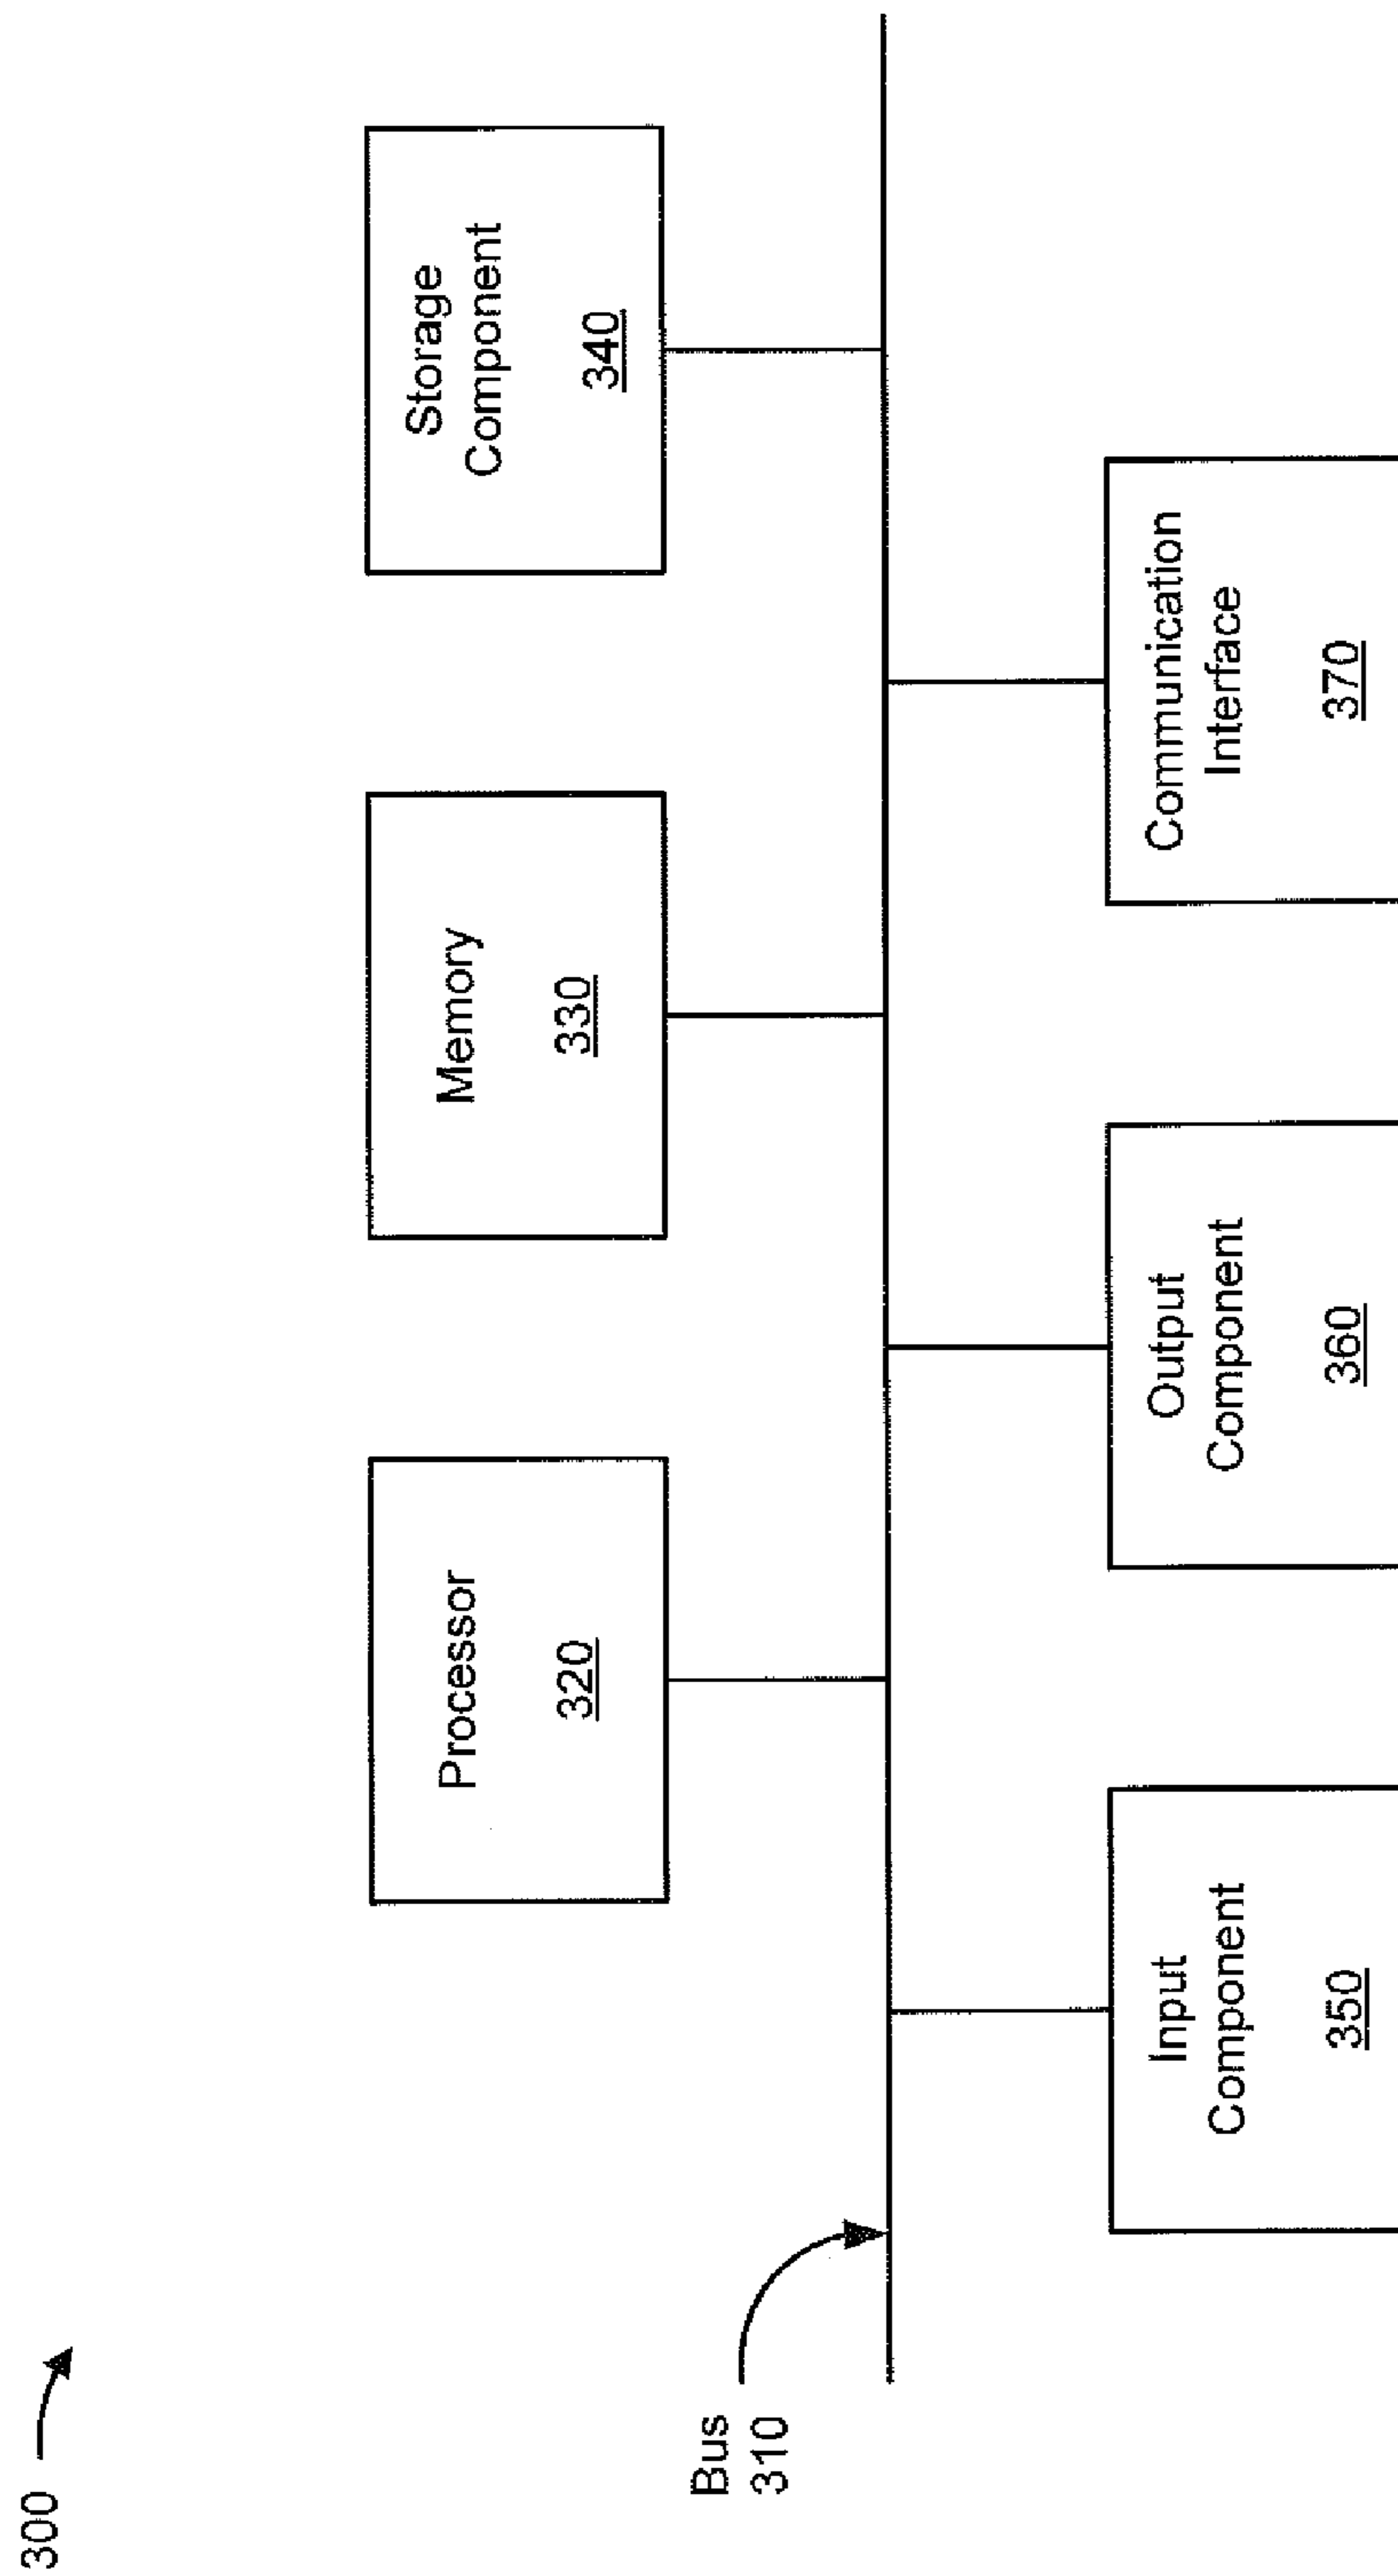 300
Bus
310
Processor
320
Memory
330
Storage
Component
340
Input
Component
350
Output
Component
360
Communication
Interface
370